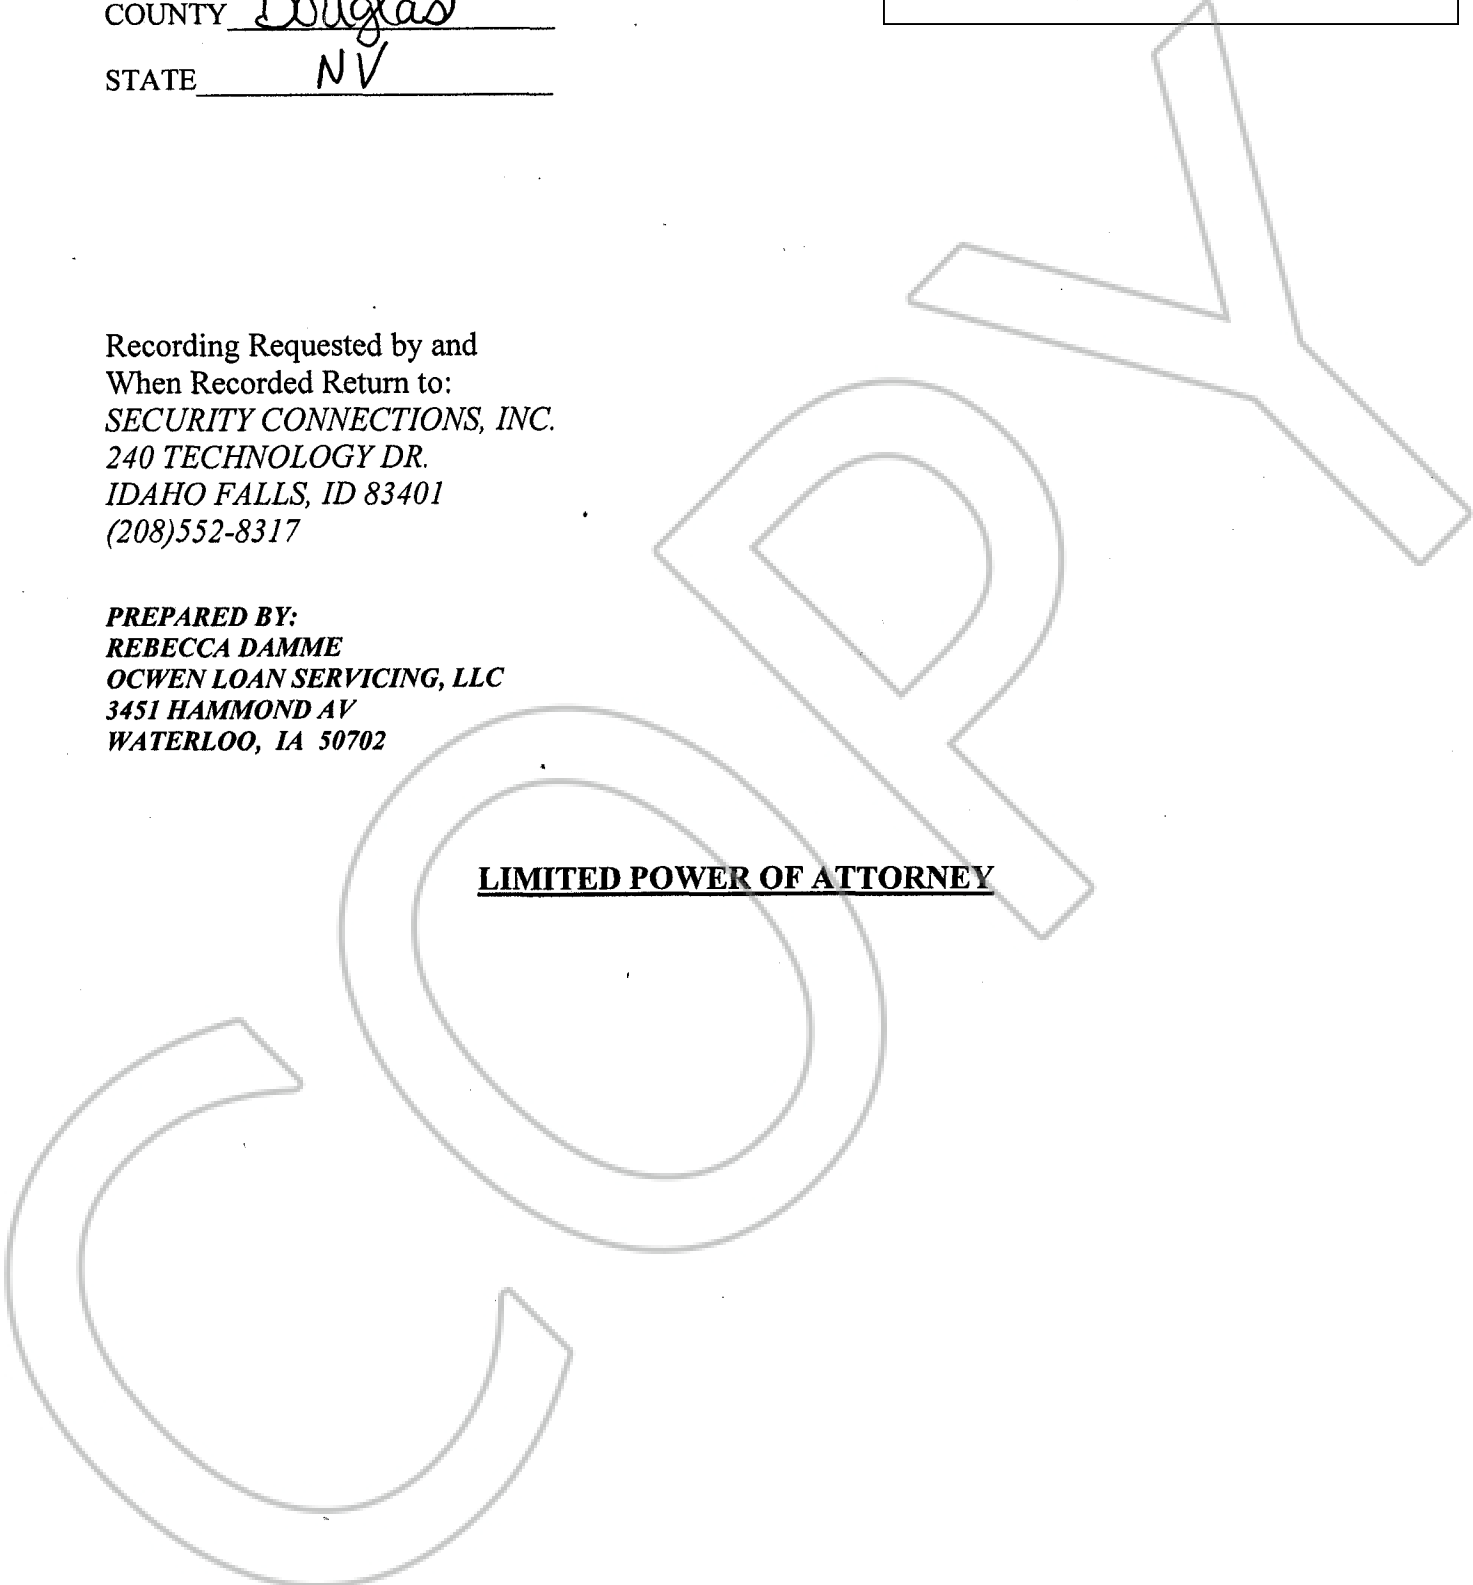 COUNTY Douglas
STATE NV
Recording Requested by and
When Recorded Return to:
SECURITY CONNECTIONS, INC.
240 TECHNOLOGY DR.
IDAHO FALLS, ID 83401
(208)552-8317
PREPARED BY:
REBECCA DAMME
OCWEN LOAN SERVICING, LLC
3451 HAMMOND AV
WATERLOO, IA 50702
LIMITED POWER OF ATTORNEY
COPY